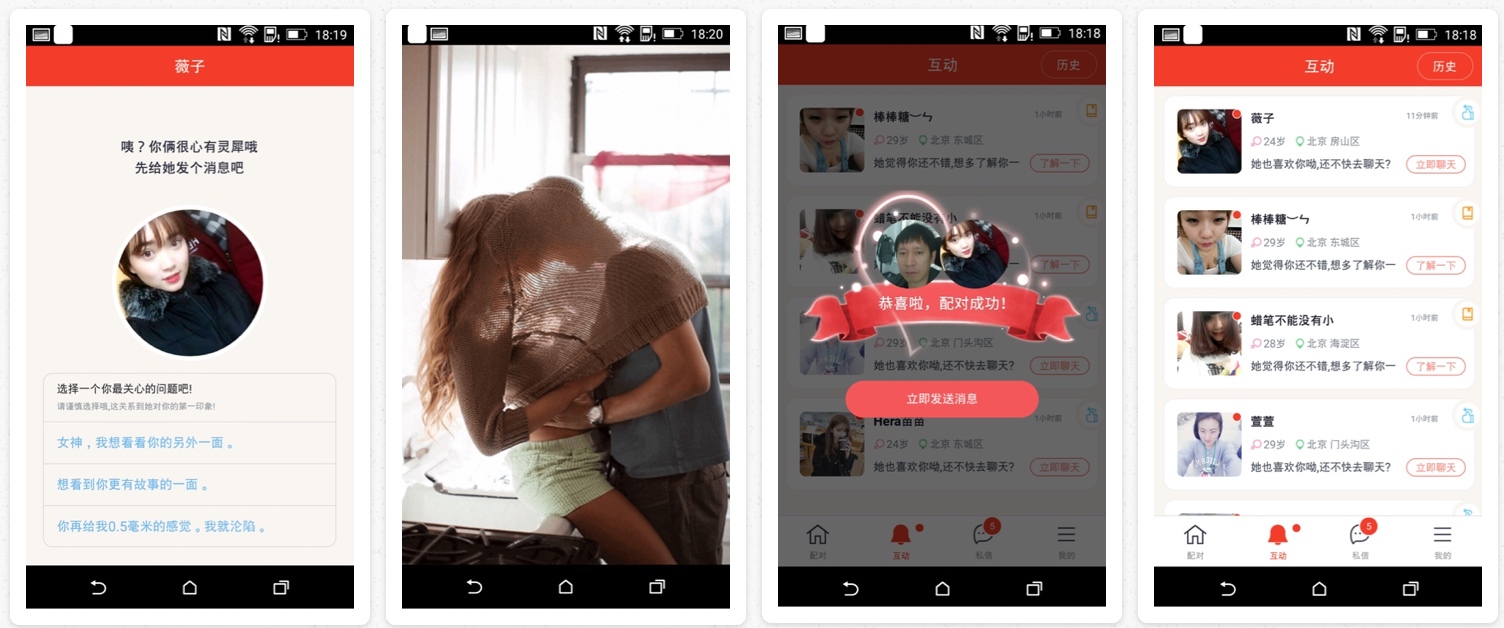 18:19
薇子
咦？你俩很心有灵犀哦
先给她发个消息吧
选择一个你最关心的问题吧!
请谨慎选择哦,这关系到她对你的第一印象!
女神，我想看看你的另外一面 。
想看到你更有故事的一面 。
你再给我0.5毫米的感觉 。我就沦陷 。
18:20
18:18
互动
历史
棒棒糖︶ㄣ
1小时前
29岁
北京 东城区
她觉得你还不错,想多了解你一
了解一下
蜡笔不能没有小
1小时前
了解一下
恭喜啦，配对成功！
29岁
北京 门头沟区
她也喜欢你呦,还不快去聊天?
立即聊天
立即发送消息
Hera苗苗
1小时前
24岁
北京 东城区
她也喜欢你呦,还不快去聊天?
立即聊天
配对
互动
5
私信
我的
18:18
互动
历史
薇子
11分钟前
24岁
北京 房山区
她也喜欢你呦,还不快去聊天?
立即聊天
棒棒糖︶ㄣ
1小时前
29岁
北京 东城区
她觉得你还不错,想多了解你一
了解一下
蜡笔不能没有小
1小时前
28岁
北京 海淀区
她觉得你还不错,想多了解你一
了解一下
萱萱
1小时前
29岁
北京 门头沟区
她也喜欢你呦,还不快去聊天?
立即聊天
配对
互动
5
私信
我的